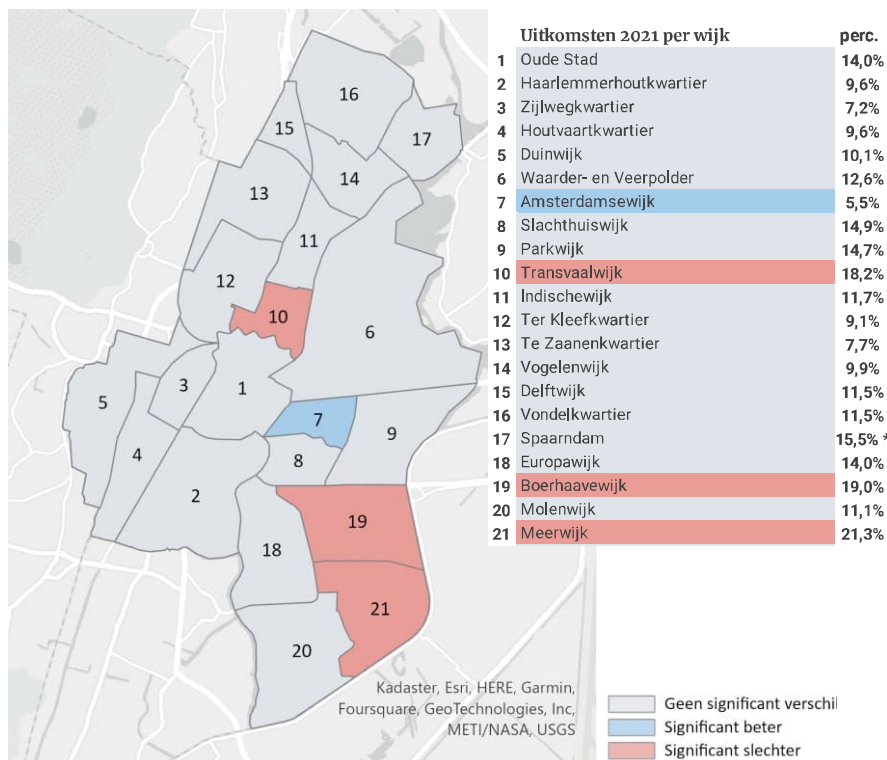 Uitkomsten 2021 per wijk perc.
1 Oude Stad 14,0%
2 Haarlemmerhoutkwartier 9,6%
3 Zijlwegkwartier 7,2%
4 Houtvaartkwartier 9,6%
5 Duinwijk 10,1%
6 Waarder- en Veerpolder 12,6%
7 Amsterdamsewijk 5,5%
8 Slachthuiswijk 14,9%
9 Parkwijk 14,7%
10 Transvaalwijk 18,2%
11 Indischewijk 11,7%
12 Ter Kleefkwartier 9,1%
13 Te Zaanenkwartier 7,7%
14 Vogelenwijk 9,9%
15 Delftwijk 11,5%
16 Vondelkwartier 11,5%
17 Spaarndam 15,5% *
18 Europawijk 14,0%
19 Boerhaavewijk 19,0%
20 Molenwijk 11,1%
21 Meerwijk 21,3%
16
17
15
14
13
11
12
10
6
3
1
5
7
9
4
8
2
19
18
21
20
Kadaster, Esri, HERE, Garmin,
Foursquare, GeoTechnologies, Inc,
METI/NASA, USGS
Geen significant verschil
Significant beter
Significant slechter